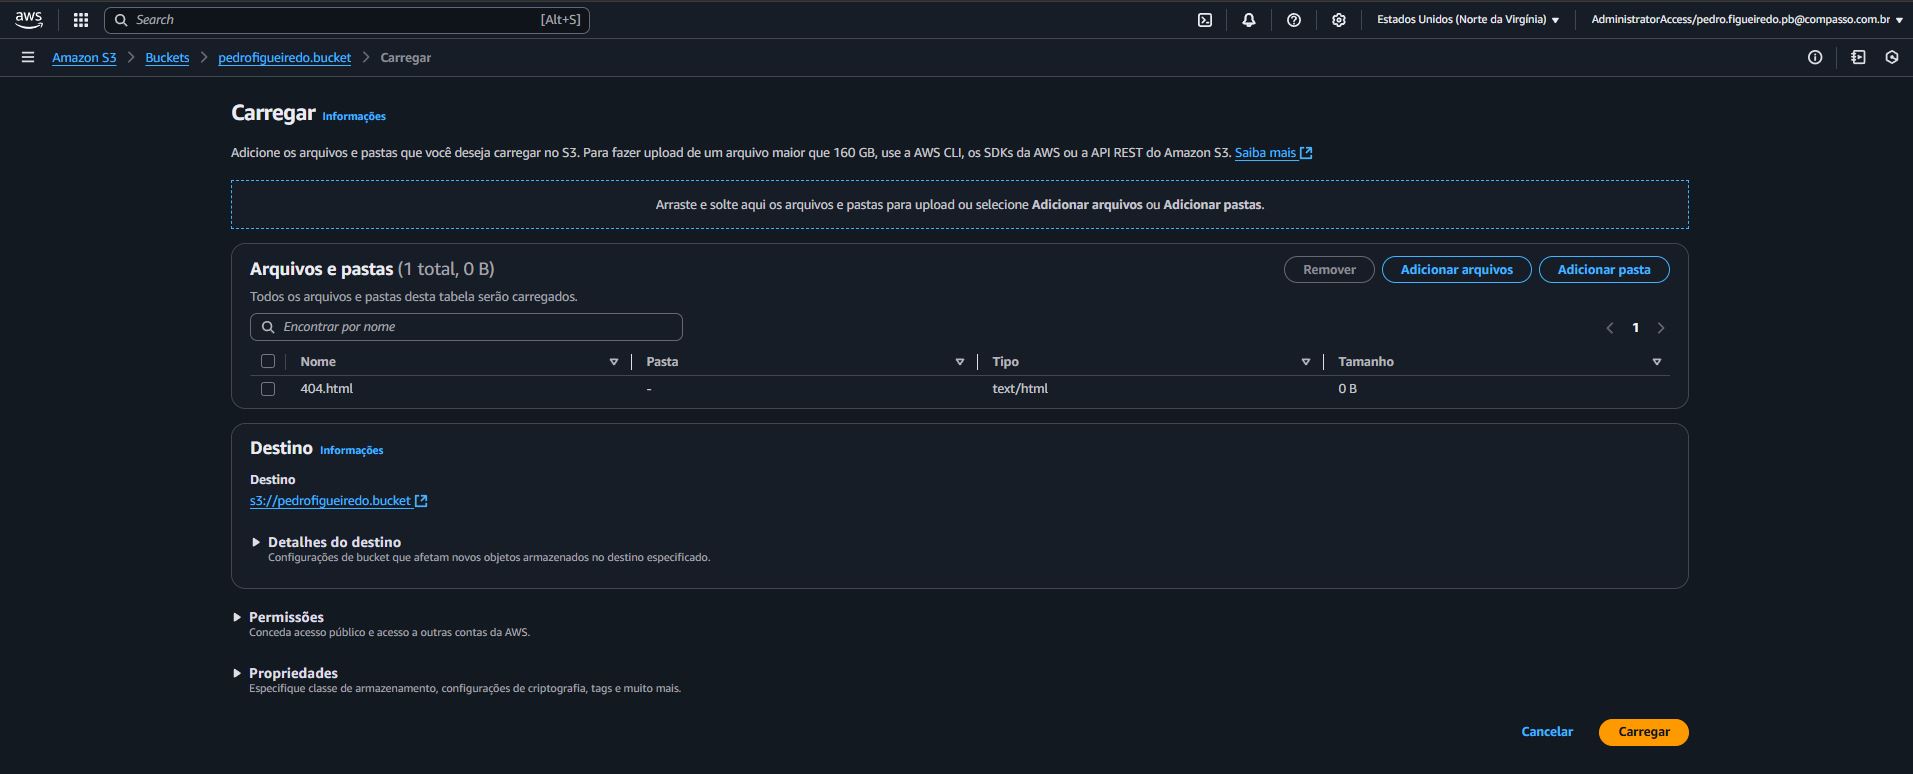 aws Search [Alt+S] Estados Unidos (Norte da Virgínia) AdministratorAccess/pedro.figueiredo.pb@compasso.com.br
Amazon S3 Buckets pedrofigueiredo.bucket Carregar
Carregar Informações
Adicione os arquivos e pastas que você deseja carregar no S3. Para fazer upload de um arquivo maior que 160 GB, use a AWS CLI, os SDKs da AWS ou a API REST do Amazon S3. Saiba mais
Arraste e solte aqui os arquivos e pastas para upload ou selecione Adicionar arquivos ou Adicionar pastas.
Arquivos e pastas (1 total, 0 B) Remover Adicionar arquivos Adicionar pasta
Todos os arquivos e pastas desta tabela serão carregados.
Encontrar por nome 1
Nome Pasta Tipo Tamanho
404.html - text/html 0 B
Destino Informações
Destino
s3://pedrofigueiredo.bucket
Detalhes do destino
Configurações de bucket que afetam novos objetos armazenados no destino especificado.
Permissões
Conceda acesso público e acesso a outras contas da AWS.
Propriedades
Especifique classe de armazenamento, configurações de criptografia, tags e muito mais.
Cancelar Carregar